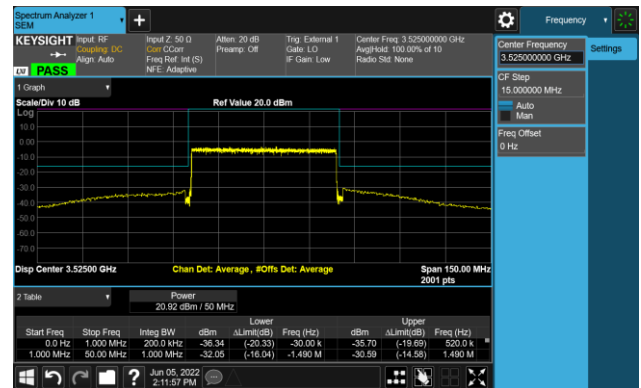 Spectrum Analyzer 1
SEM
Frequency
KEYSIGHT
Input: RF
Coupling: DC
Align: Auto
Input Z: 50 Ω
Corr CCorr
Freq Ref: Int (S)
NFE: Adaptive
Atten: 20 dB
Preamp: Off
Trig: External 1
Gate: LO
IF Gain: Low
Center Freq: 3.525000000 GHz
Avg|Hold: 100.00% of 10
Radio Std: None
LXI PASS
Center Frequency
3.525000000 GHz
Settings
CF Step
15.000000 MHz
Auto
Man
Freq Offset
0 Hz
1 Graph
Scale/Div 10 dB
Ref Value 20.0 dBm
Log
10.0
0.00
-10.0
-20.0
-30.0
-40.0
-50.0
-60.0
-70.0
Disp Center 3.52500 GHz
Chan Det: Average , #Offs Det: Average
Span 150.00 MHz
2001 pts
2 Table
Power
20.92 dBm / 50 MHz
Lower Upper
Start Freq Stop Freq Integ BW dBm ΔLimit(dB) Freq (Hz) dBm ΔLimit(dB) Freq (Hz)
0.0 Hz 1.000 MHz 200.0 kHz -36.34 (-20.33) -30.00 k -35.70 (-19.69) 520.0 k
1.000 MHz 50.00 MHz 1.000 MHz -32.05 (-16.04) -1.490 M -30.59 (-14.58) 1.490 M
?
Jun 05, 2022
2:11:57 PM